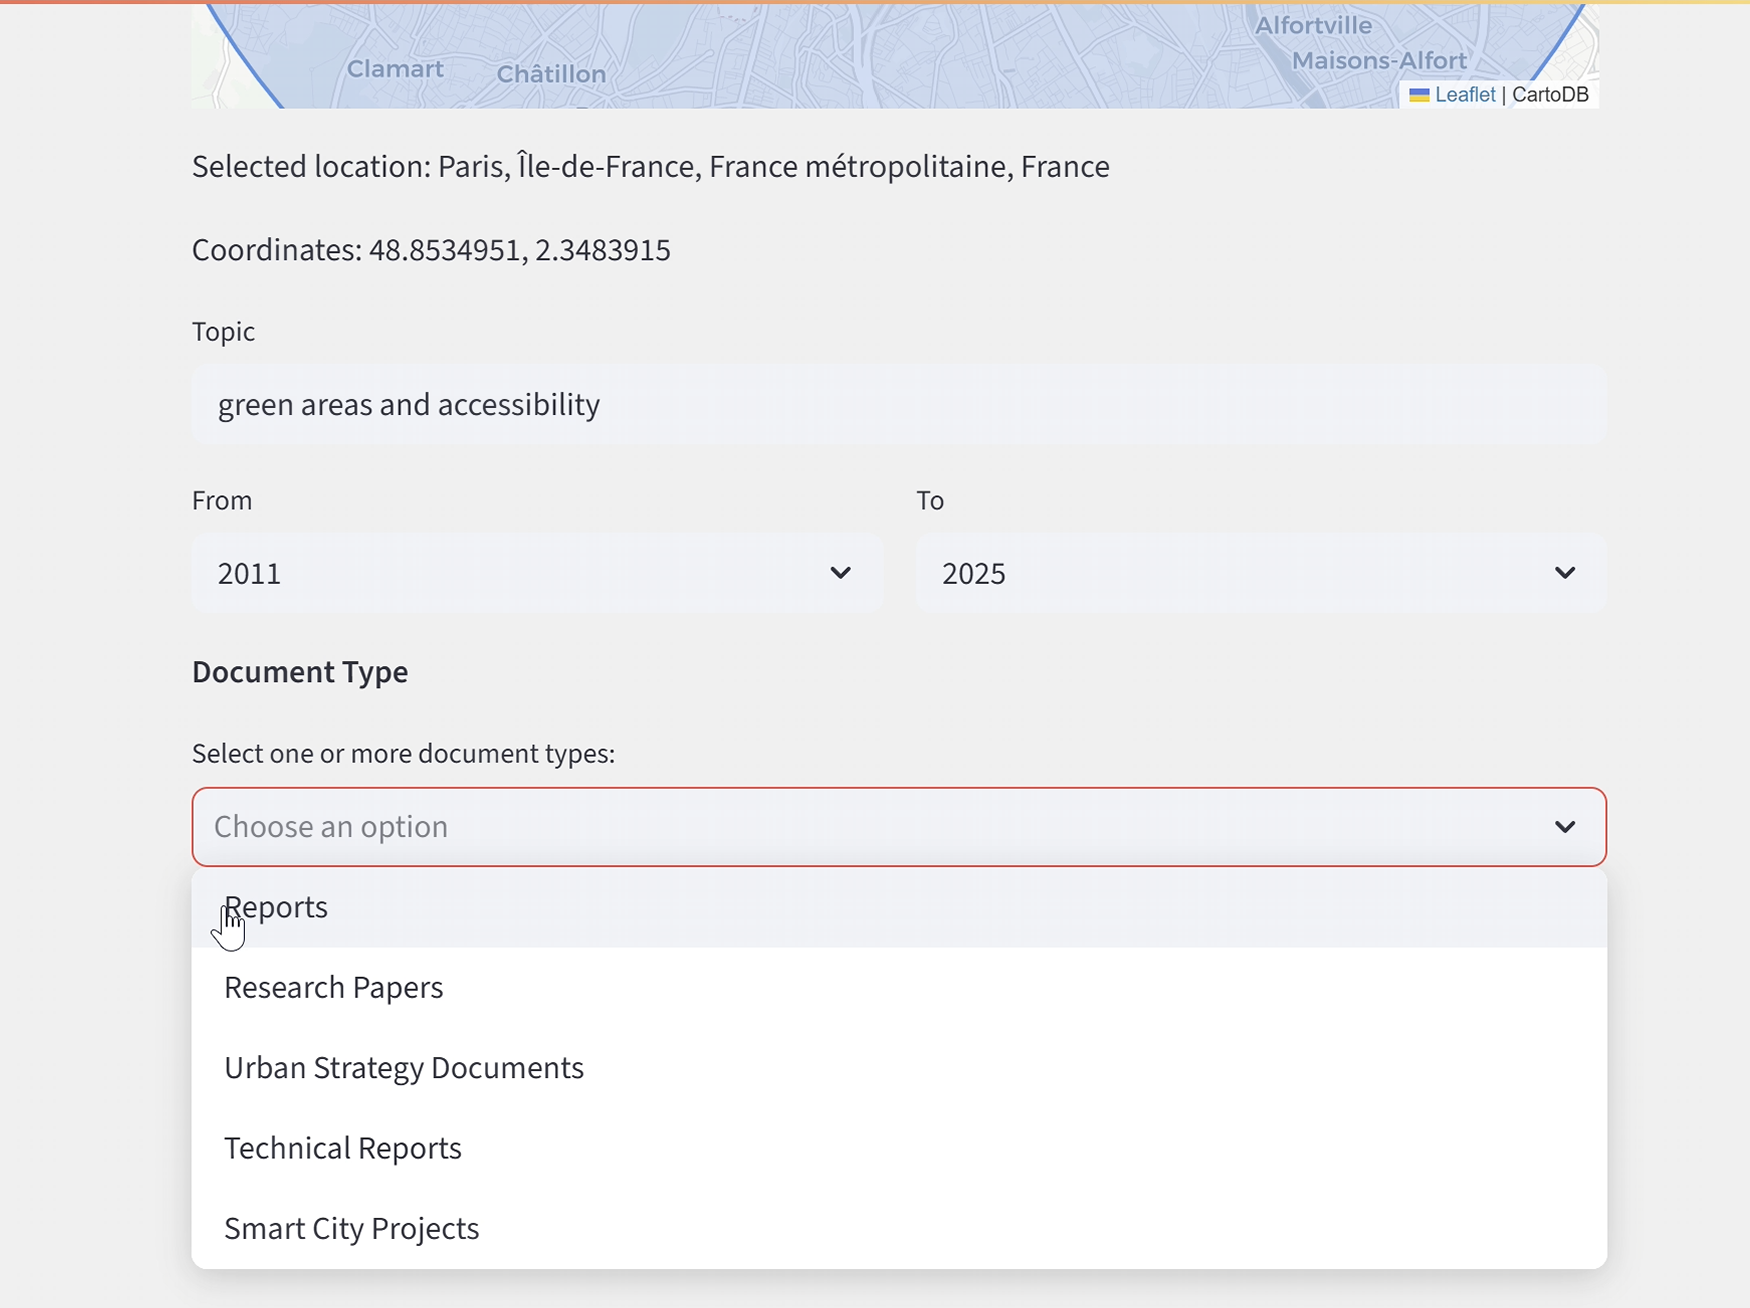 Alfortville
Maisons-Alfort
Clamart
Châtillon
Leaflet | CartoDB
Selected location: Paris, Île-de-France, France métropolitaine, France
Coordinates: 48.8534951, 2.3483915
Topic
green areas and accessibility
From
To
2011
2025
Document Type
Select one or more document types:
Choose an option
Reports
Research Papers
Urban Strategy Documents
Technical Reports
Smart City Projects